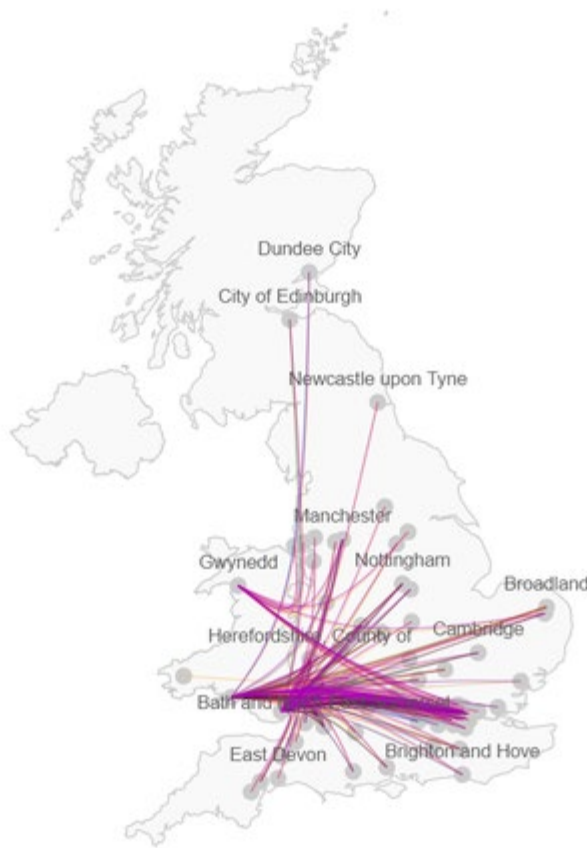 Dundee City
City of Edinburgh
Newcastle upon Tyne
Manchester
Gwynedd
Nottingham
Broadland
Herefordshire, County of
Cambridge
Bath and
East Devon
Brighton and Hove